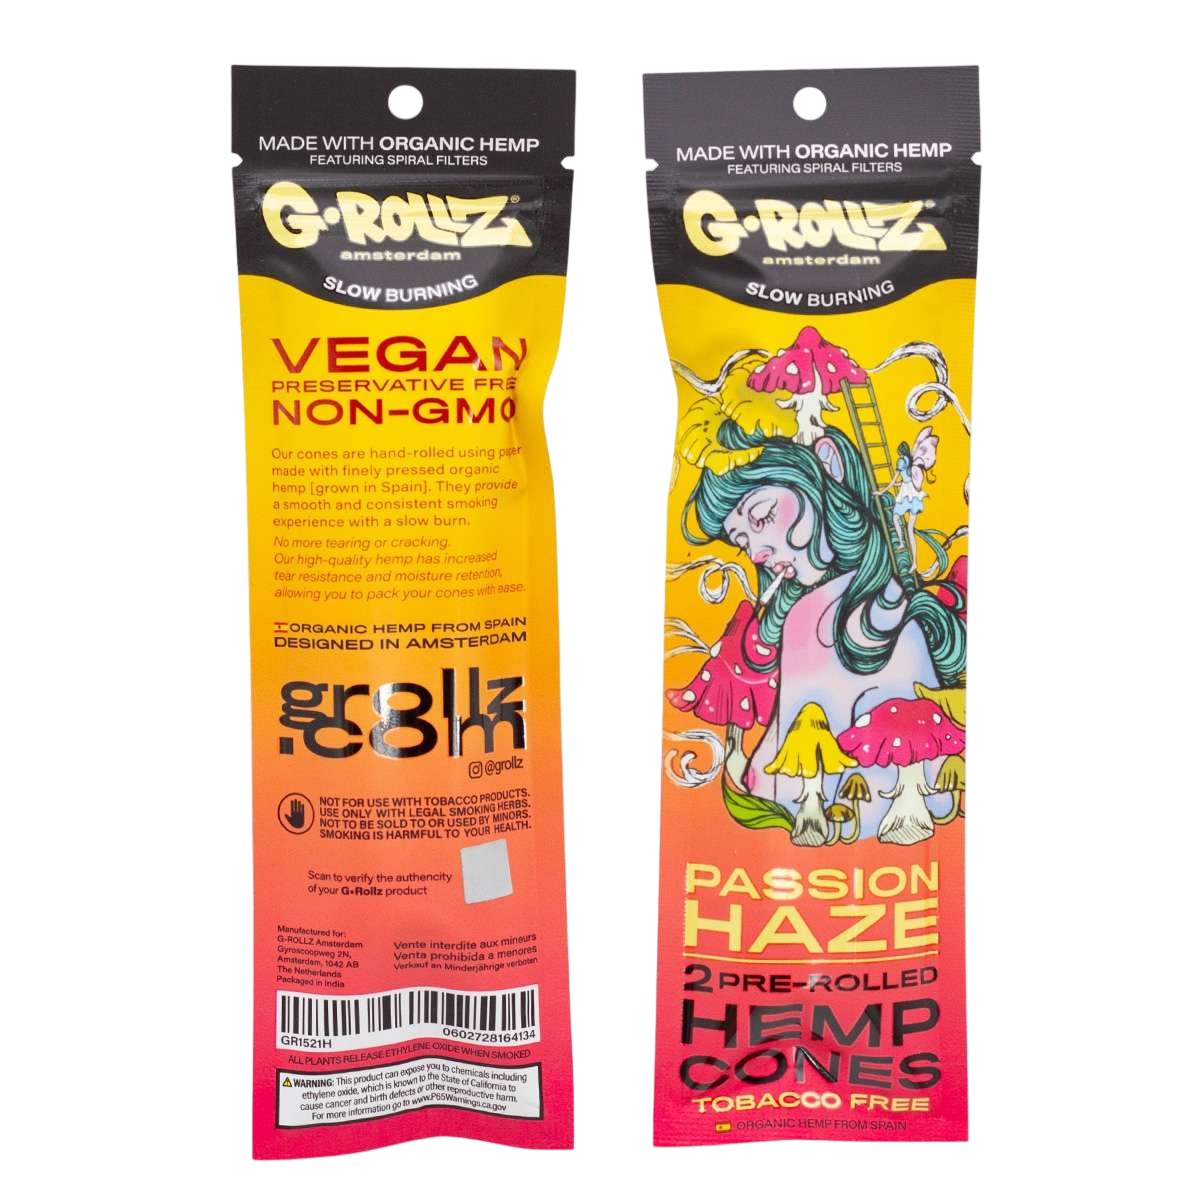 MADE WITH ORGANIC HEMP
FEATURING SPIRAL FILTERS
G·ROLLZ®
amsterdam
SLOW BURNING
VEGAN
PRESERVATIVE FRE
NON-GMO
Our cones are hand-rolled using paper
made with finely pressed organic
hemp [grown in Spain]. They provide
a smooth and consistent smoking
experience with a slow burn.
No more tearing or cracking.
Our high-quality hemp has increased
tear resistance and moisture retention,
allowing you to pack your cones with ease.
ORGANIC HEMP FROM SPAIN
DESIGNED IN AMSTERDAM
grollz
.com
@grollz
NOT FOR USE WITH TOBACCO PRODUCTS.
USE ONLY WITH LEGAL SMOKING HERBS.
NOT TO BE SOLD TO OR USED BY MINORS.
SMOKING IS HARMFUL TO YOUR HEALTH.
Scan to verify the authencity
of your G•Rollz product
Manufactured for:
G-ROLLZ Amsterdam
Gyroscoopweg 2N,
Amsterdam, 1042 AB
The Netherlands
Packaged in India
Vente interdite aux mineurs
Venta prohibida a menores
Verkauf an Minderjährige verboten
GR1521H
0602728164134
ALL PLANTS RELEASE ETHYLENE OXIDE WHEN SMOKED
WARNING: This product can expose you to chemicals including
ethylene oxide, which is known to the State of California to
cause cancer and birth defects or other reproductive harm.
For more information go to www.P65Warnings.ca.gov
MADE WITH ORGANIC HEMP
FEATURING SPIRAL FILTERS
G·ROLLZ
amsterdam
SLOW BURNING
PASSION
HAZE
2 PRE-ROLLED
HEMP
CONES
TOBACCO FREE
ORGANIC HEMP FROM SPAIN